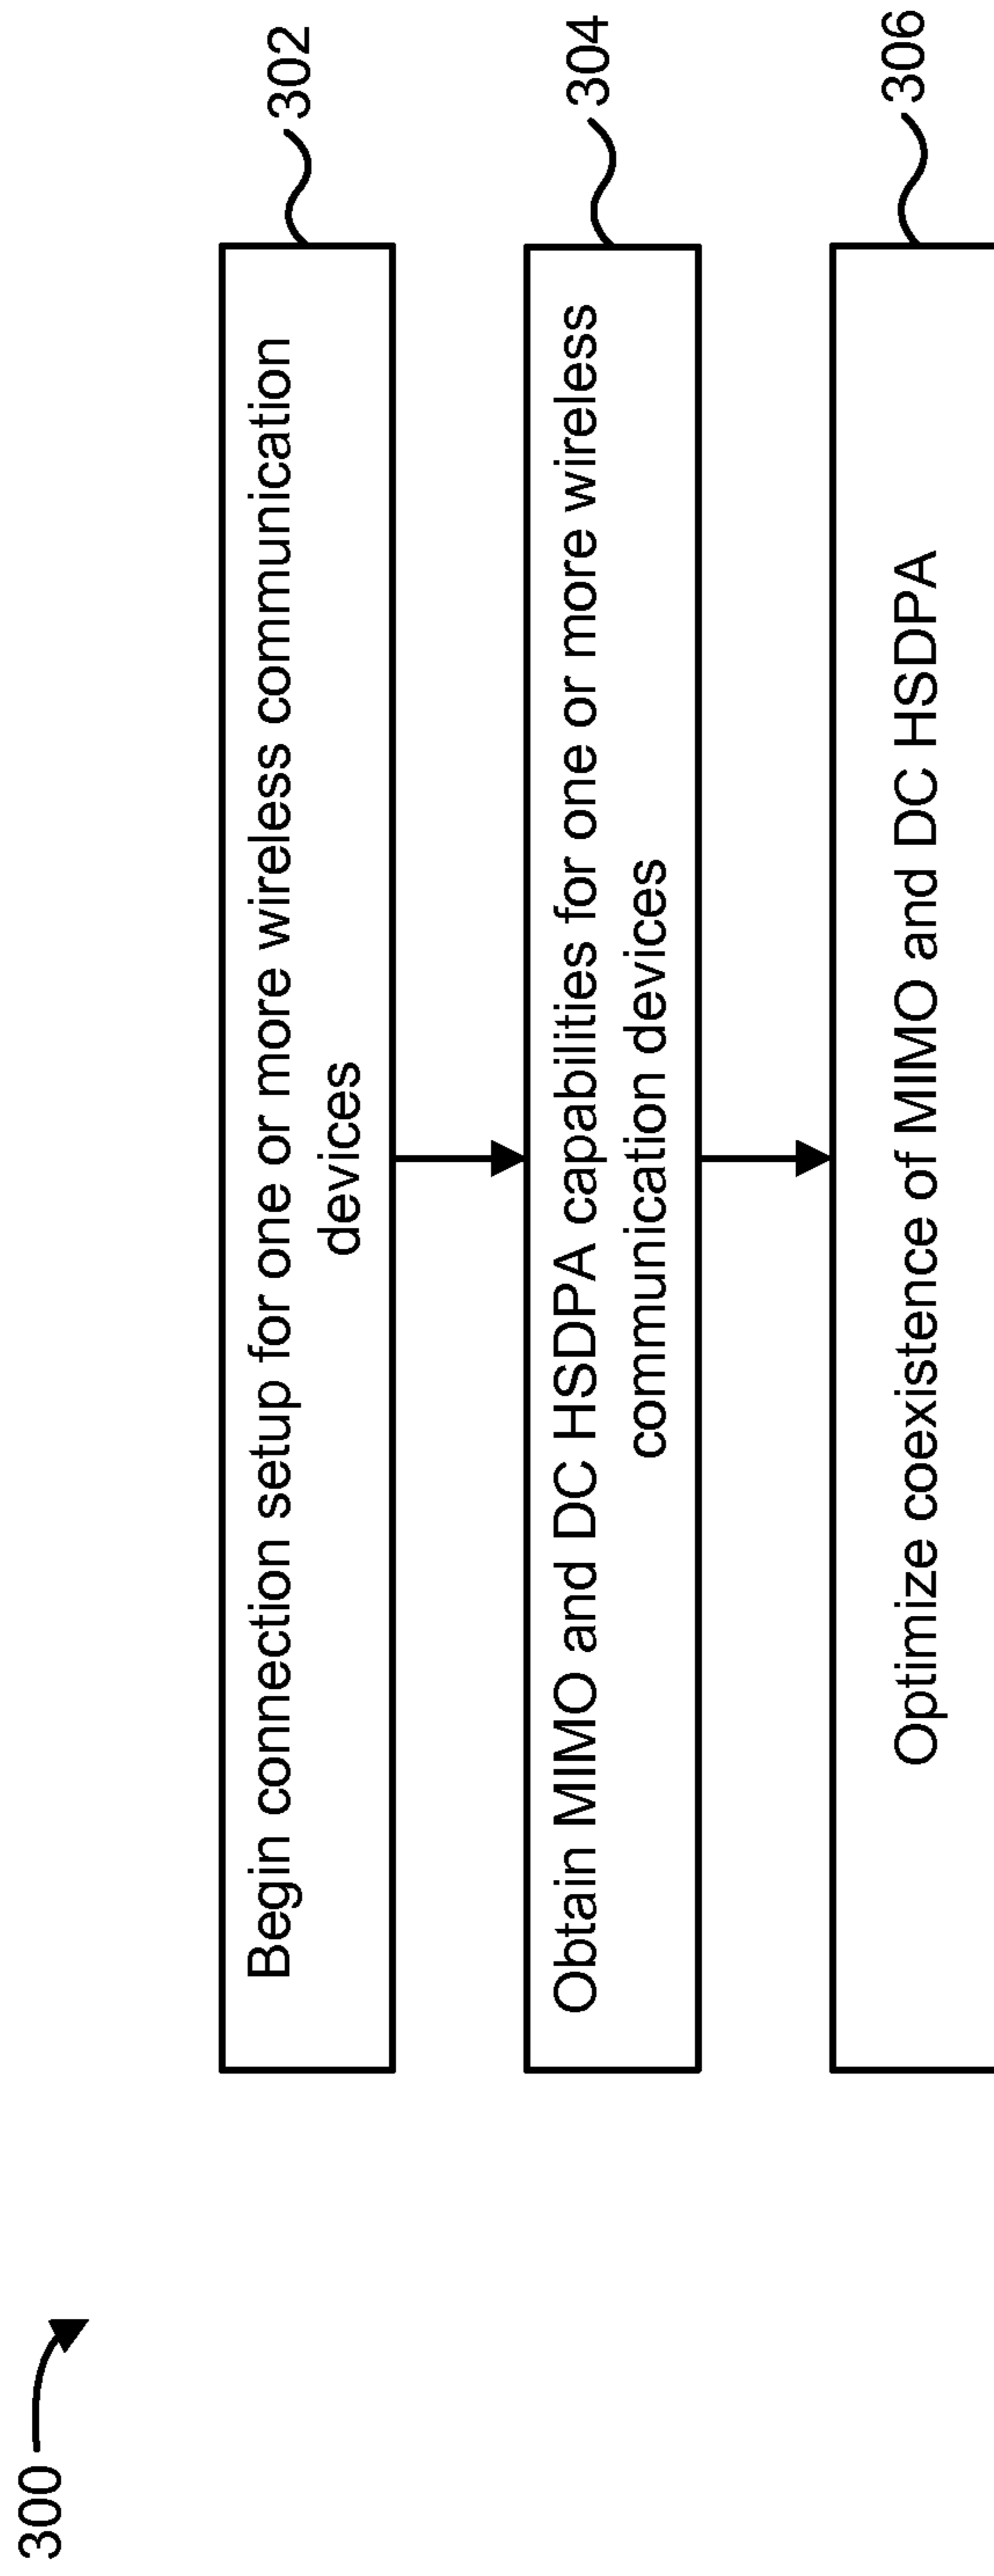 300
Begin connection setup for one or more wireless communication
devices
302
Obtain MIMO and DC HSDPA capabilities for one or more wireless
communication devices
304
Optimize coexistence of MIMO and DC HSDPA
306